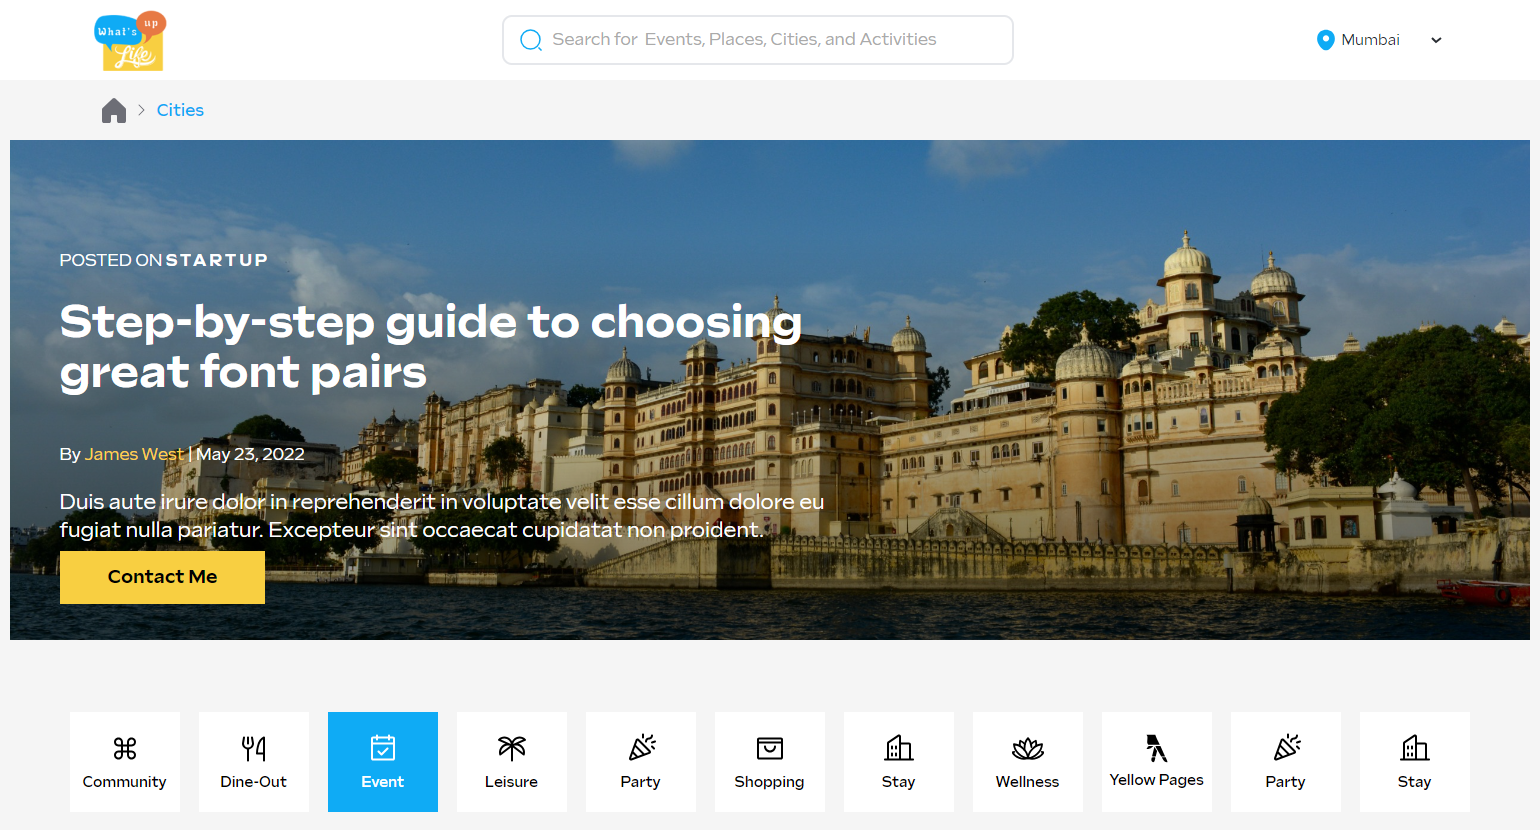 What's up
Life
Search for Events, Places, Cities, and Activities
Mumbai
Cities
POSTED ON STARTUP
Step-by-step guide to choosing
great font pairs
By James West | May 23, 2022
Duis aute irure dolor in reprehenderit in voluptate velit esse cillum dolore eu
fugiat nulla pariatur. Excepteur sint occaecat cupidatat non proident.
Contact Me
Community
Dine-Out
Event
Leisure
Party
Shopping
Stay
Wellness
Yellow Pages
Party
Stay